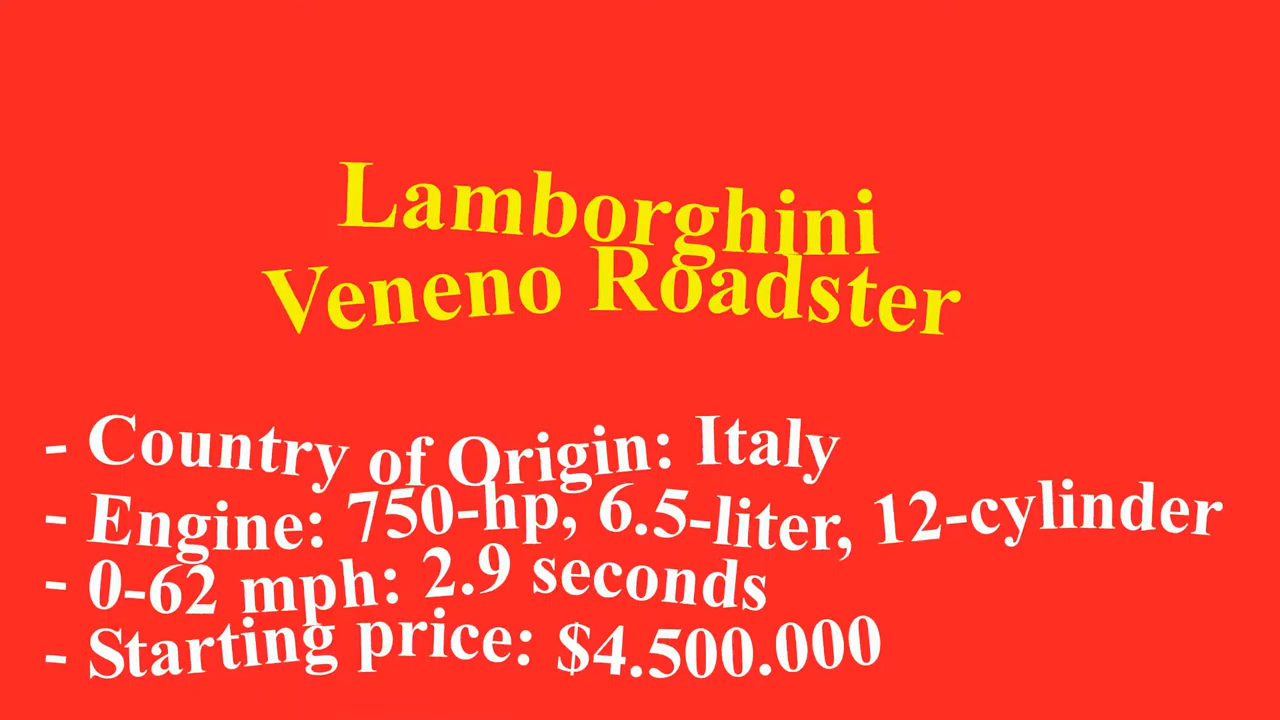 Lamborghini
Veneno Roadster
- Country of Origin: Italy
- Engine: 750-hp, 6.5-liter, 12-cylinder
- 0-62 mph: 2.9 seconds
- Starting price: $4.500.000